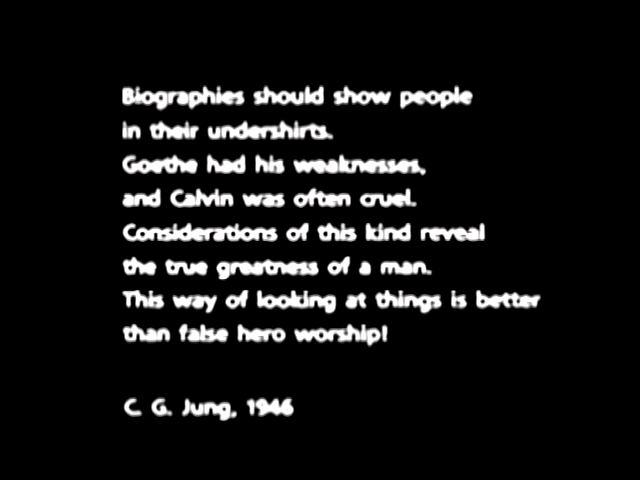 Biographies should show people
in their undershirts.
Goethe had his weaknesses,
and Calvin was often cruel.
Considerations of this kind reveal
the true greatness of a man.
This way of looking at things is better
than false hero worship!
C. G. Jung, 1946